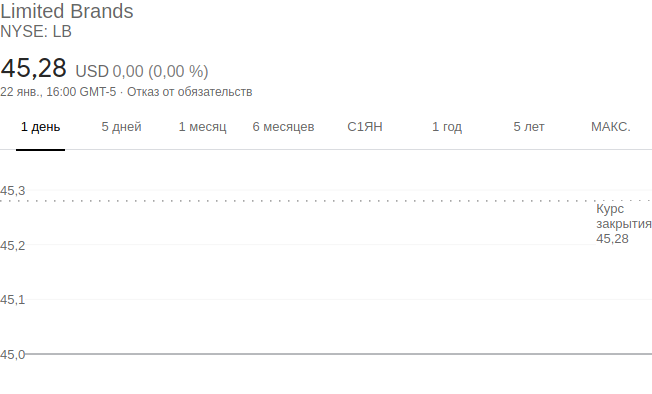 Limited Brands
NYSE: LB
45,28 USD 0,00 (0,00 %)
22 янв., 16:00 GMT-5 · Отказ от обязательств
1 день 5 дней 1 месяц 6 месяцев С1ЯН 1 год 5 лет МАКС.
45,3
Курс
закрытия
45,28
45,2
45,1
45,0